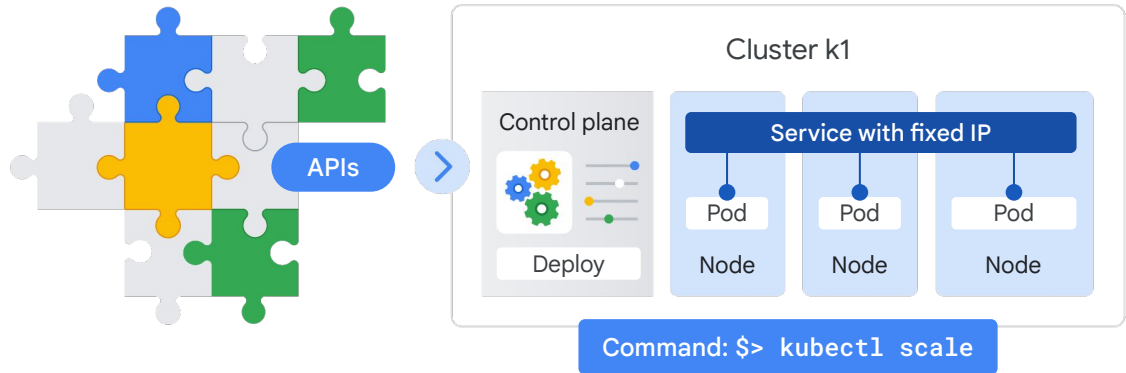 APIs
Cluster k1
Control plane
Deploy
Service with fixed IP
Pod
Pod
Pod
Node
Node
Node
Command: $> kubectl scale